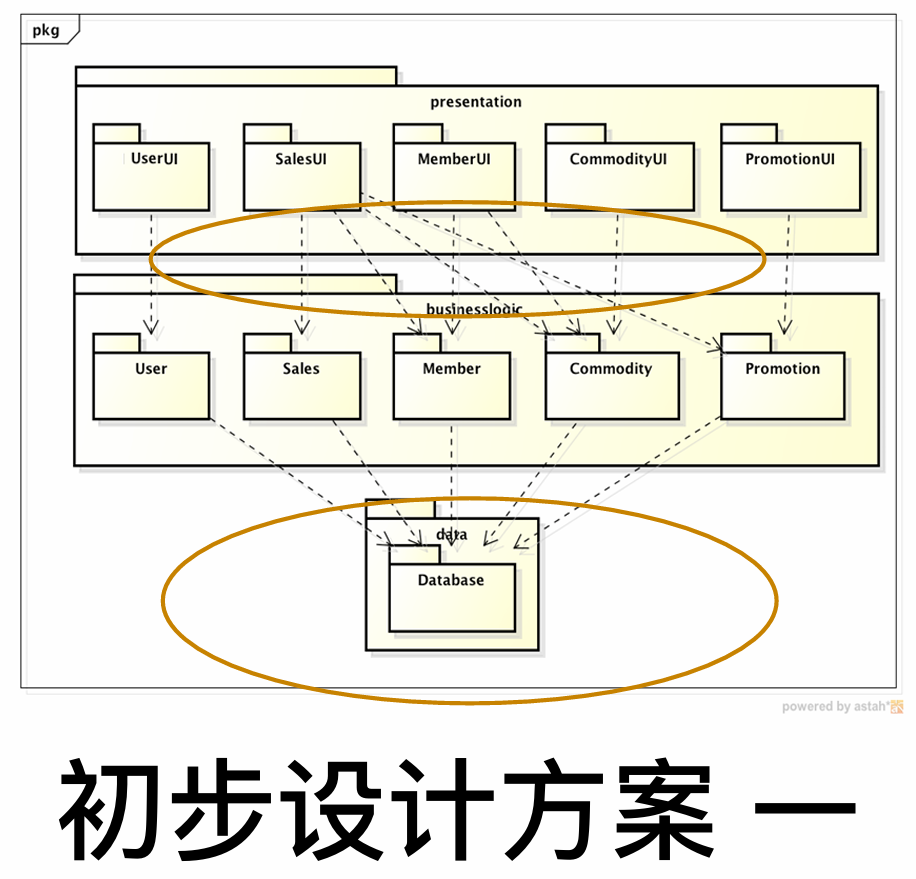 pkg
presentation
UserUI
SalesUI
MemberUI
CommodityUI
PromotionUI
businesslogic
User
Sales
Member
Commodity
Promotion
data
Database
powered by astah*
初步设计方案 一